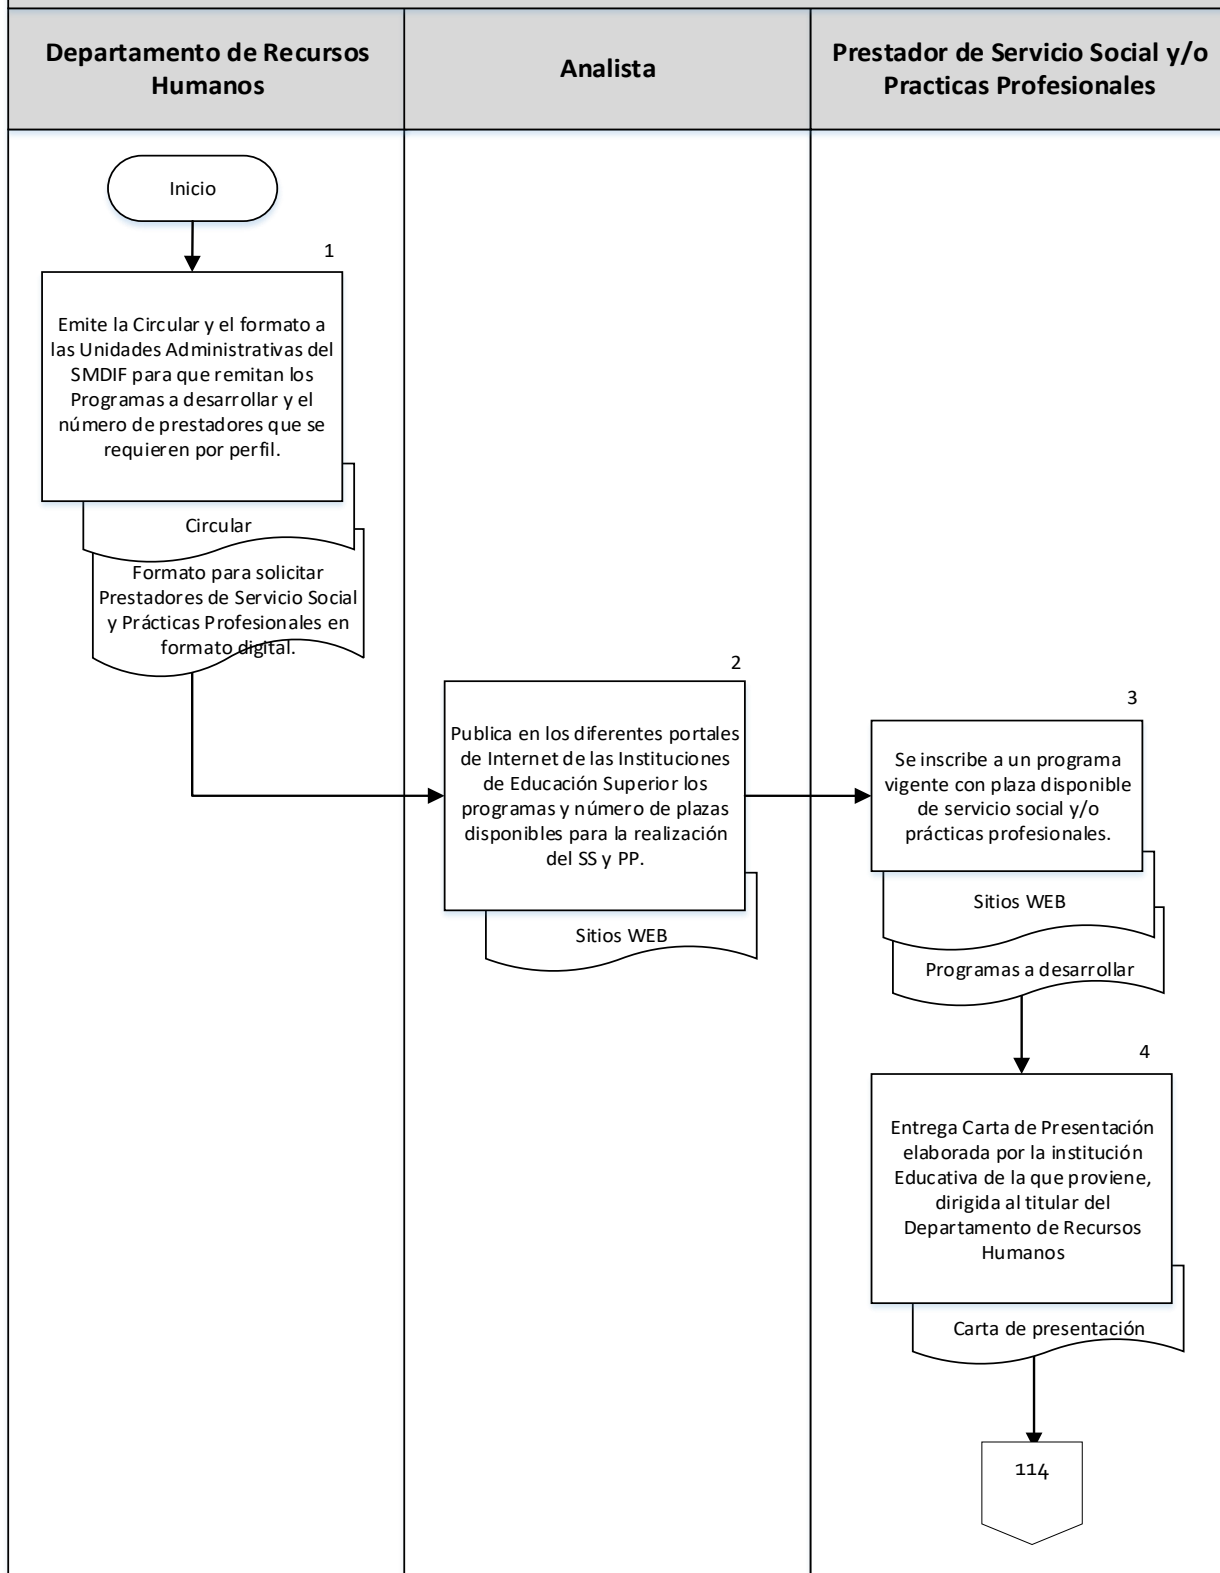 Departamento de Recursos
Humanos
Analista
Prestador de Servicio Social y/o
Practicas Profesionales
Inicio
1
Emite la Circular y el formato a
las Unidades Administrativas del
SMDIF para que remitan los
Programas a desarrollar y el
número de prestadores que se
requieren por perfil.
Circular
Formato para solicitar
Prestadores de Servicio Social
y Prácticas Profesionales en
formato digital.
2
Publica en los diferentes portales
de Internet de las Instituciones
de Educación Superior los
programas y número de plazas
disponibles para la realización
del SS y PP.
Sitios WEB
3
Se inscribe a un programa
vigente con plaza disponible
de servicio social y/o
prácticas profesionales.
Sitios WEB
Programas a desarrollar
4
Entrega Carta de Presentación
elaborada por la institución
Educativa de la que proviene,
dirigida al titular del
Departamento de Recursos
Humanos
Carta de presentación
114